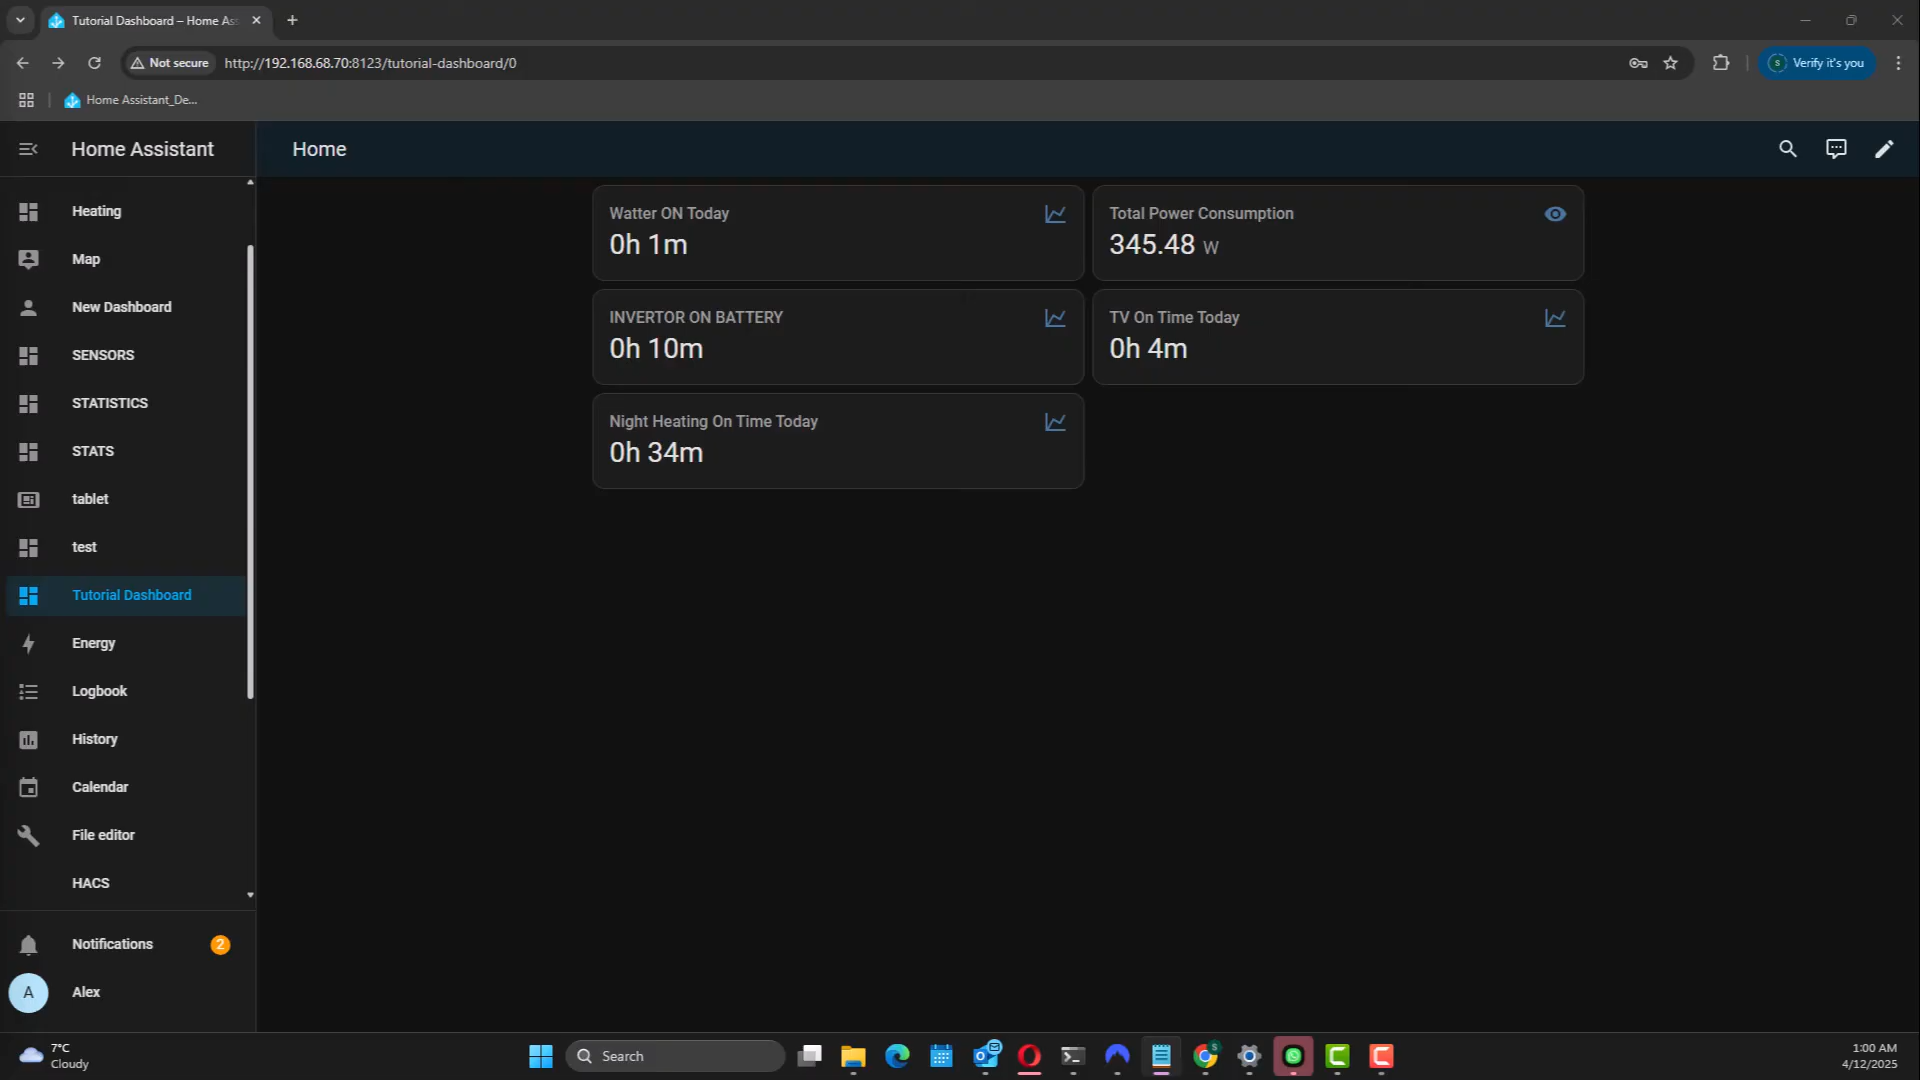 Tutorial Dashboard – Home As
Not secure
http://192.168.68.70:8123/tutorial-dashboard/0
S
Verify it's you
Home Assistant_De...
Home Assistant
Home
Heating
Map
New Dashboard
SENSORS
STATISTICS
STATS
tablet
test
Tutorial Dashboard
Energy
Logbook
History
Calendar
File editor
HACS
Notifications
2
A
Alex
Watter ON Today
0h 1m
Total Power Consumption
345.48 W
INVERTOR ON BATTERY
0h 10m
TV On Time Today
0h 4m
Night Heating On Time Today
0h 34m
7°C
Cloudy
Search
1:00 AM
4/12/2025